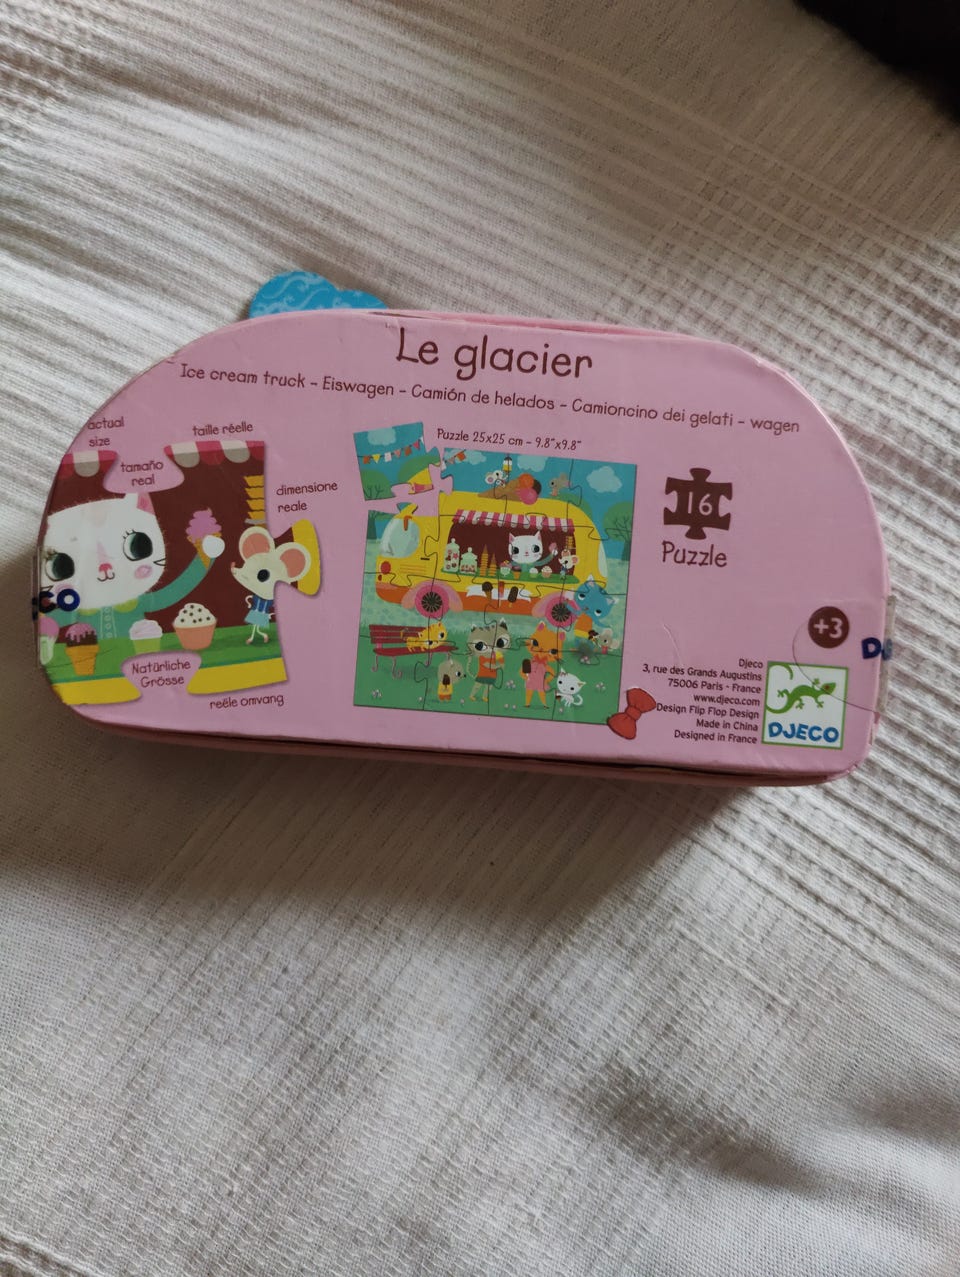 Le glacier
Ice cream truck - Eiswagen - Camión de helados - Camioncino dei gelati - wagen
actual
size
taille réelle
tamaño
real
dimensione
reale
Natürliche
Grösse
reële omvang
Puzzle 25x25 cm - 9.8"x9.8"
16
Puzzle
+3
Djeco
3, rue des Grands Augustins
75006 Paris - France
www.djeco.com
Design Flip Flop Design
Made in China
Designed in France
DJECO